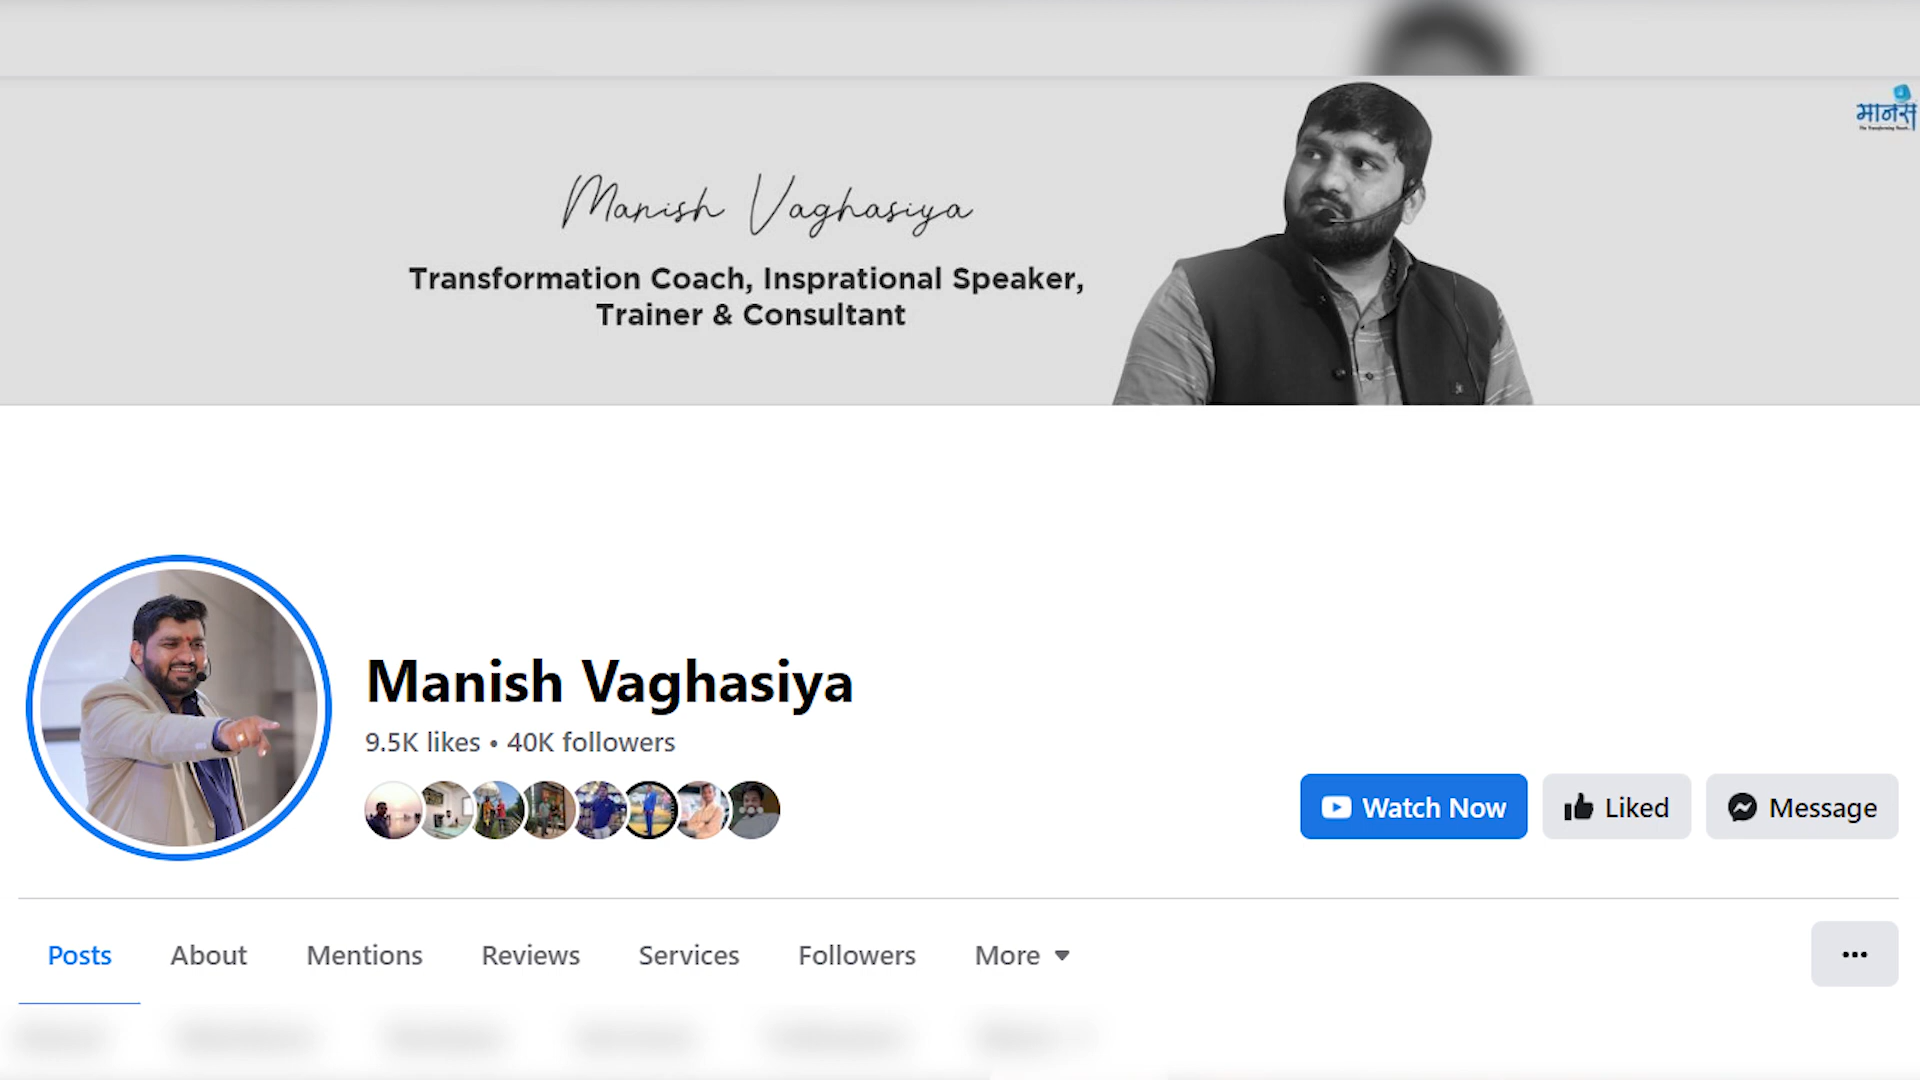 मानस
Manish Vaghasiya
Transformation Coach, Insprational Speaker,
Trainer & Consultant
Manish Vaghasiya
9.5K likes • 40K followers
Watch Now
Liked
Message
Posts
About
Mentions
Reviews
Services
Followers
More